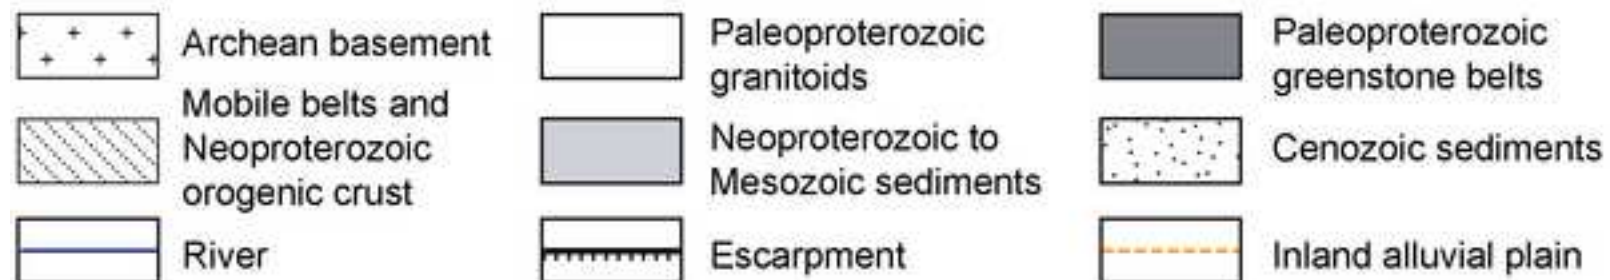 Archean basement
Paleoproterozoic
granitoids
Paleoproterozoic
greenstone belts
Mobile belts and
Neoproterozoic
orogenic crust
Neoproterozoic to
Mesozoic sediments
Cenozoic sediments
River
Escarpment
Inland alluvial plain